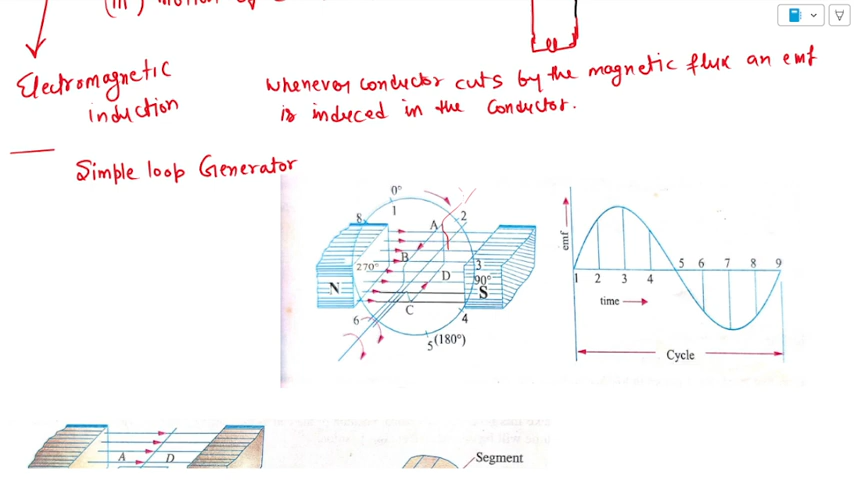 Electromagnetic
induction
whenever conductor cuts by the magnetic flux an emf
is induced in the conductor.
Simple loop Generator
0°
1
8
A
2
B
270°
3
D
90°
N
S
C
6
4
5 (180°)
emf
1 2 3 4 5 6 7 8 9
time
Cycle
A D
Segment